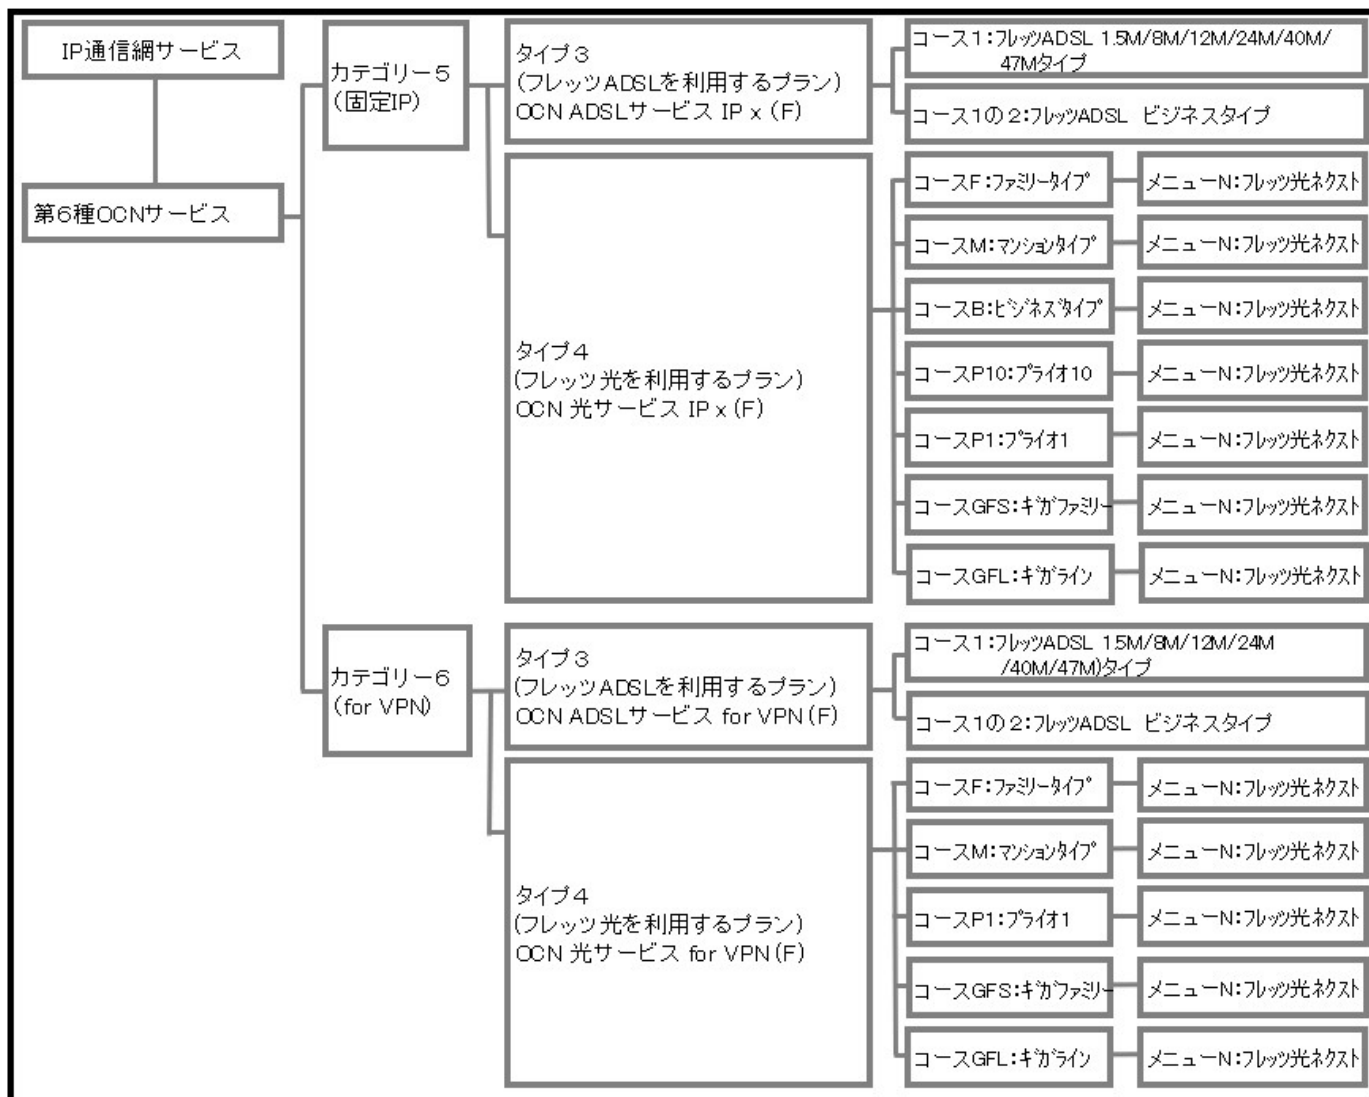 IP通信網サービス
第6種OCNサービス
カテゴリー５
（固定IP）
タイプ３
(フレッツADSLを利用するプラン)
OCN ADSLサービス IP x (F)
コース1：フレッツADSL 1.5M/8M/12M/24M/40M/
47Mタイプ
コース1の２：フレッツADSL ビジネスタイプ
タイプ４
(フレッツ光を利用するプラン)
OCN 光サービス IP x (F)
コースF：ファミリータイプ
メニューN：フレッツ光ネクスト
コースM：マンションタイプ
メニューN：フレッツ光ネクスト
コースB：ビジネスタイプ
メニューN：フレッツ光ネクスト
コースP10：プライオ10
メニューN：フレッツ光ネクスト
コースP1：プライオ1
メニューN：フレッツ光ネクスト
コースGFS：ギガファミリー
メニューN：フレッツ光ネクスト
コースGFL：ギガライン
メニューN：フレッツ光ネクスト
カテゴリー６
（for VPN)
タイプ３
(フレッツADSLを利用するプラン)
OCN ADSLサービス for VPN (F)
コース1：フレッツADSL 1.5M/8M/12M/24M
/40M/47M)タイプ
コース1の２：フレッツADSL ビジネスタイプ
タイプ４
(フレッツ光を利用するプラン)
OCN 光サービス for VPN (F)
コースF：ファミリータイプ
メニューN：フレッツ光ネクスト
コースM：マンションタイプ
メニューN：フレッツ光ネクスト
コースP1：プライオ1
メニューN：フレッツ光ネクスト
コースGFS：ギガファミリー
メニューN：フレッツ光ネクスト
コースGFL：ギガライン
メニューN：フレッツ光ネクスト